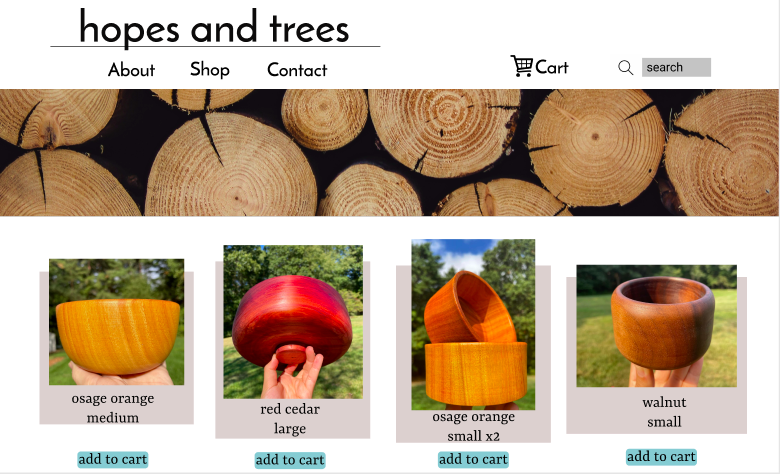 hopes and trees
About Shop Contact Cart search
osage orange
medium
add to cart
red cedar
large
add to cart
osage orange
small x2
add to cart
walnut
small
add to cart